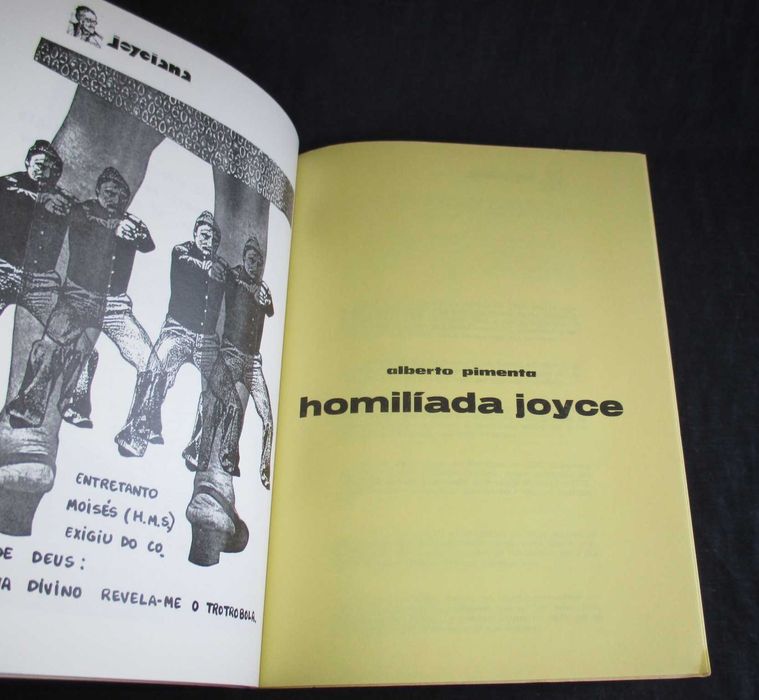 joyciana
ENTRETANTO
MOISÉS (H.M.S.)
EXIGIU DO CO.
DE DEUS:
DIVINO REVELA-ME O TROTROBOLA.
alberto pimenta
homilíada joyce